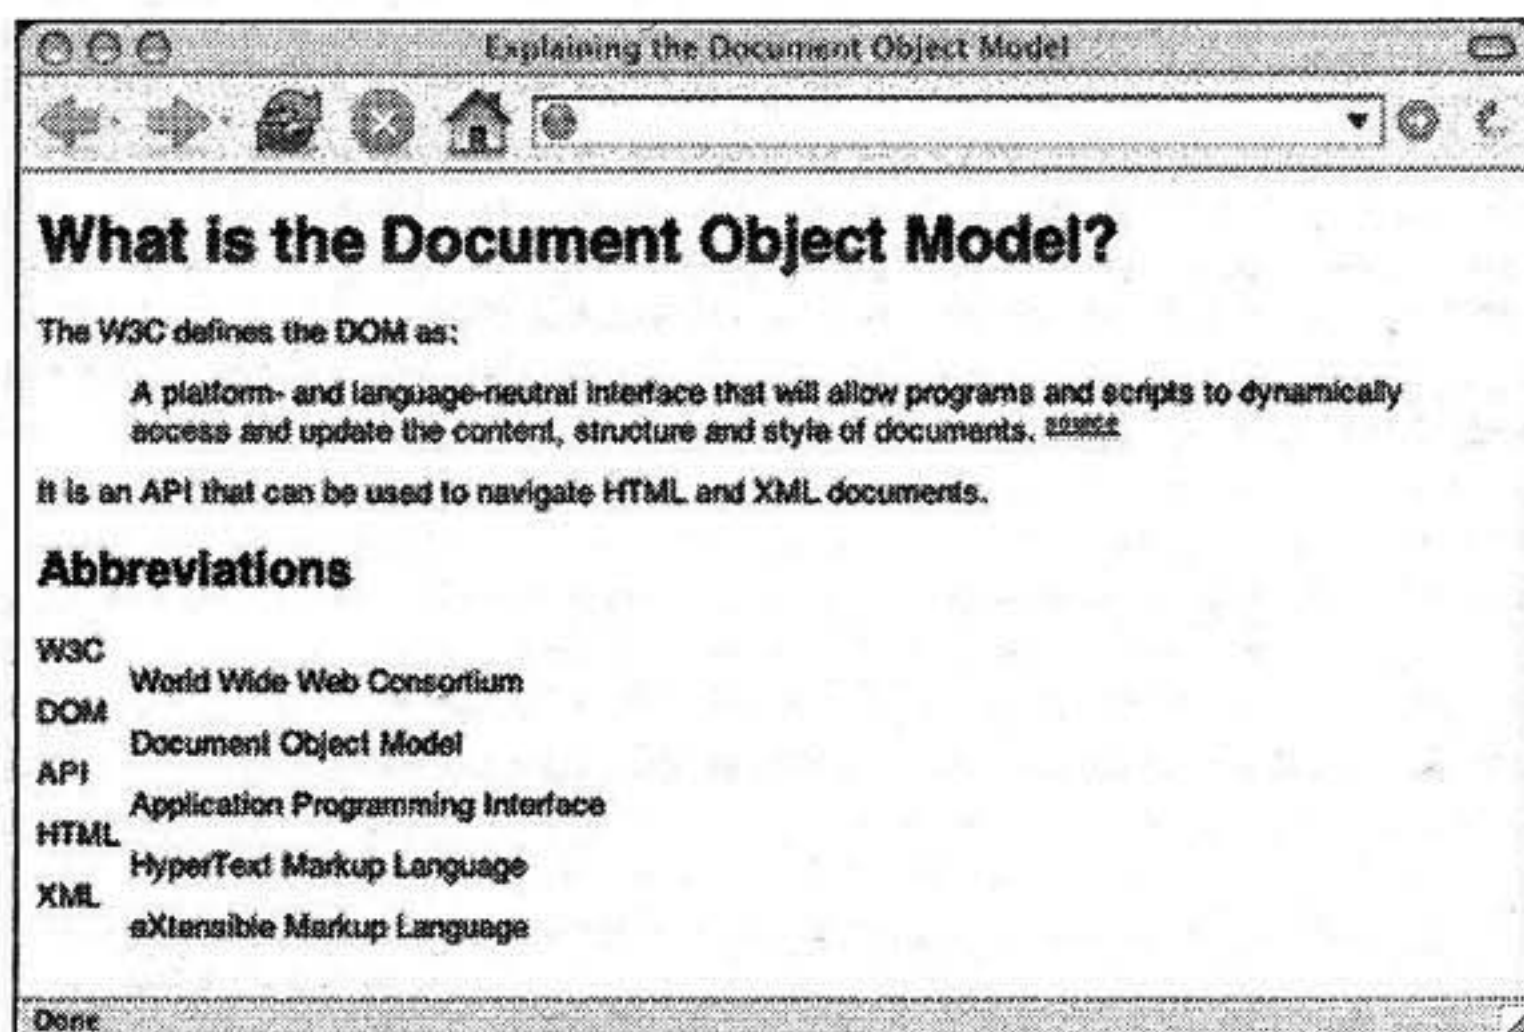 Explaining the Document Object Model
What is the Document Object Model?
The W3C defines the DOM as:
A platform- and language-neutral interface that will allow programs and scripts to dynamically
access and update the content, structure and style of documents. source
It is an API that can be used to navigate HTML and XML documents.
Abbreviations
W3C
World Wide Web Consortium
DOM
Document Object Model
API
Application Programming Interface
HTML
HyperText Markup Language
XML
eXtensible Markup Language
Done